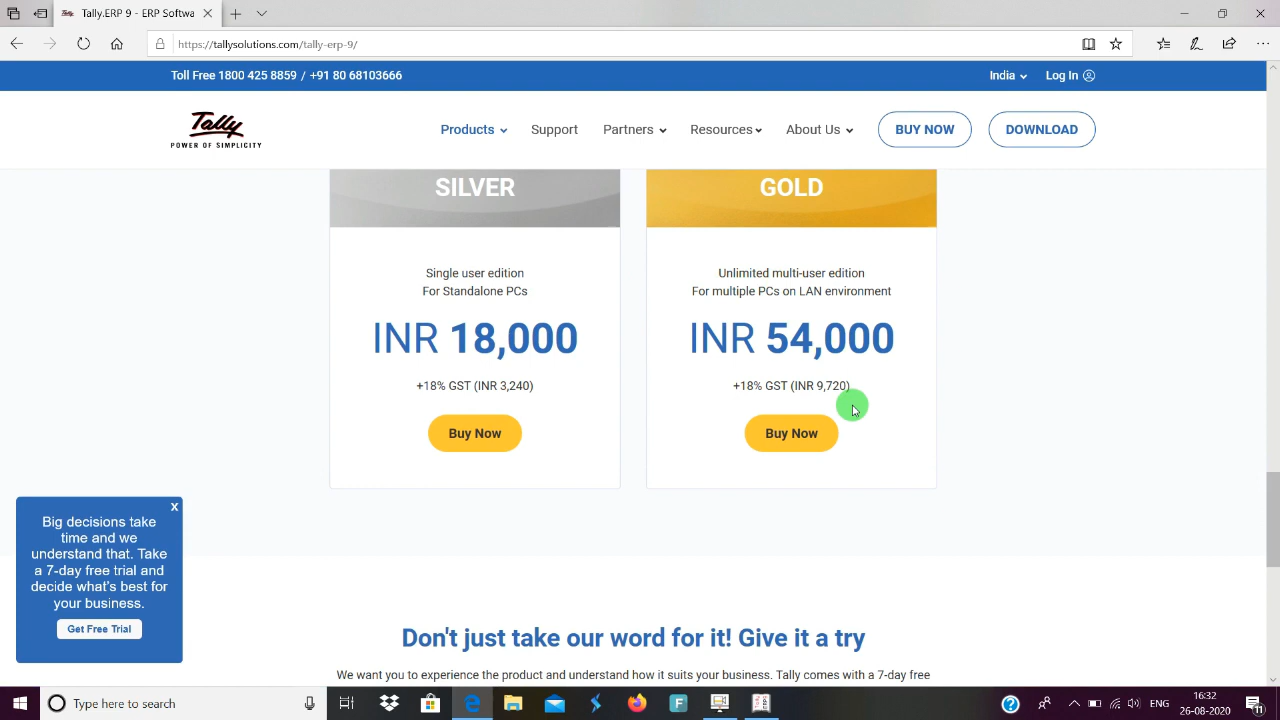 Tally.ERP 9 - ERP Sof
https://tallysolutions.com/tally-erp-9/
Toll Free 1800 425 8859 / +91 80 68103666
India
Log In
Tally
POWER OF SIMPLICITY
Products
Support
Partners
Resources
About Us
BUY NOW
DOWNLOAD
SILVER
Single user edition
For Standalone PCs
INR 18,000
+18% GST (INR 3,240)
Buy Now
GOLD
Unlimited multi-user edition
For multiple PCs on LAN environment
INR 54,000
+18% GST (INR 9,720)
Buy Now
X
Big decisions take
time and we
understand that. Take
a 7-day free trial and
decide what's best for
your business.
Get Free Trial
Don't just take our word for it! Give it a try
We want you to experience the product and understand how it suits your business. Tally comes with a 7-day free
Type here to search
ENG
16:32
26-08-2020